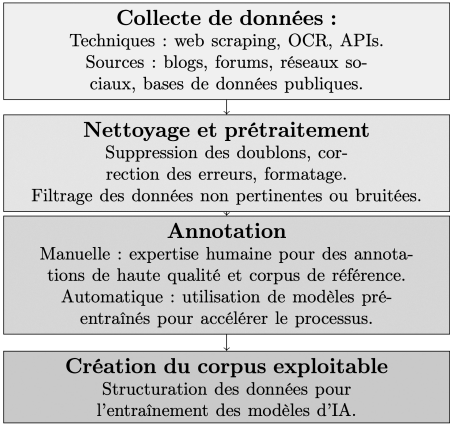 Collecte de données :
Techniques : web scraping, OCR, APIs.
Sources : blogs, forums, réseaux so-
ciaux, bases de données publiques.
Nettoyage et prétraitement
Suppression des doublons, cor-
rection des erreurs, formatage.
Filtrage des données non pertinentes ou bruitées.
Annotation
Manuelle : expertise humaine pour des annota-
tions de haute qualité et corpus de référence.
Automatique : utilisation de modèles pré-
entraînés pour accélérer le processus.
Création du corpus exploitable
Structuration des données pour
l'entraînement des modèles d'IA.